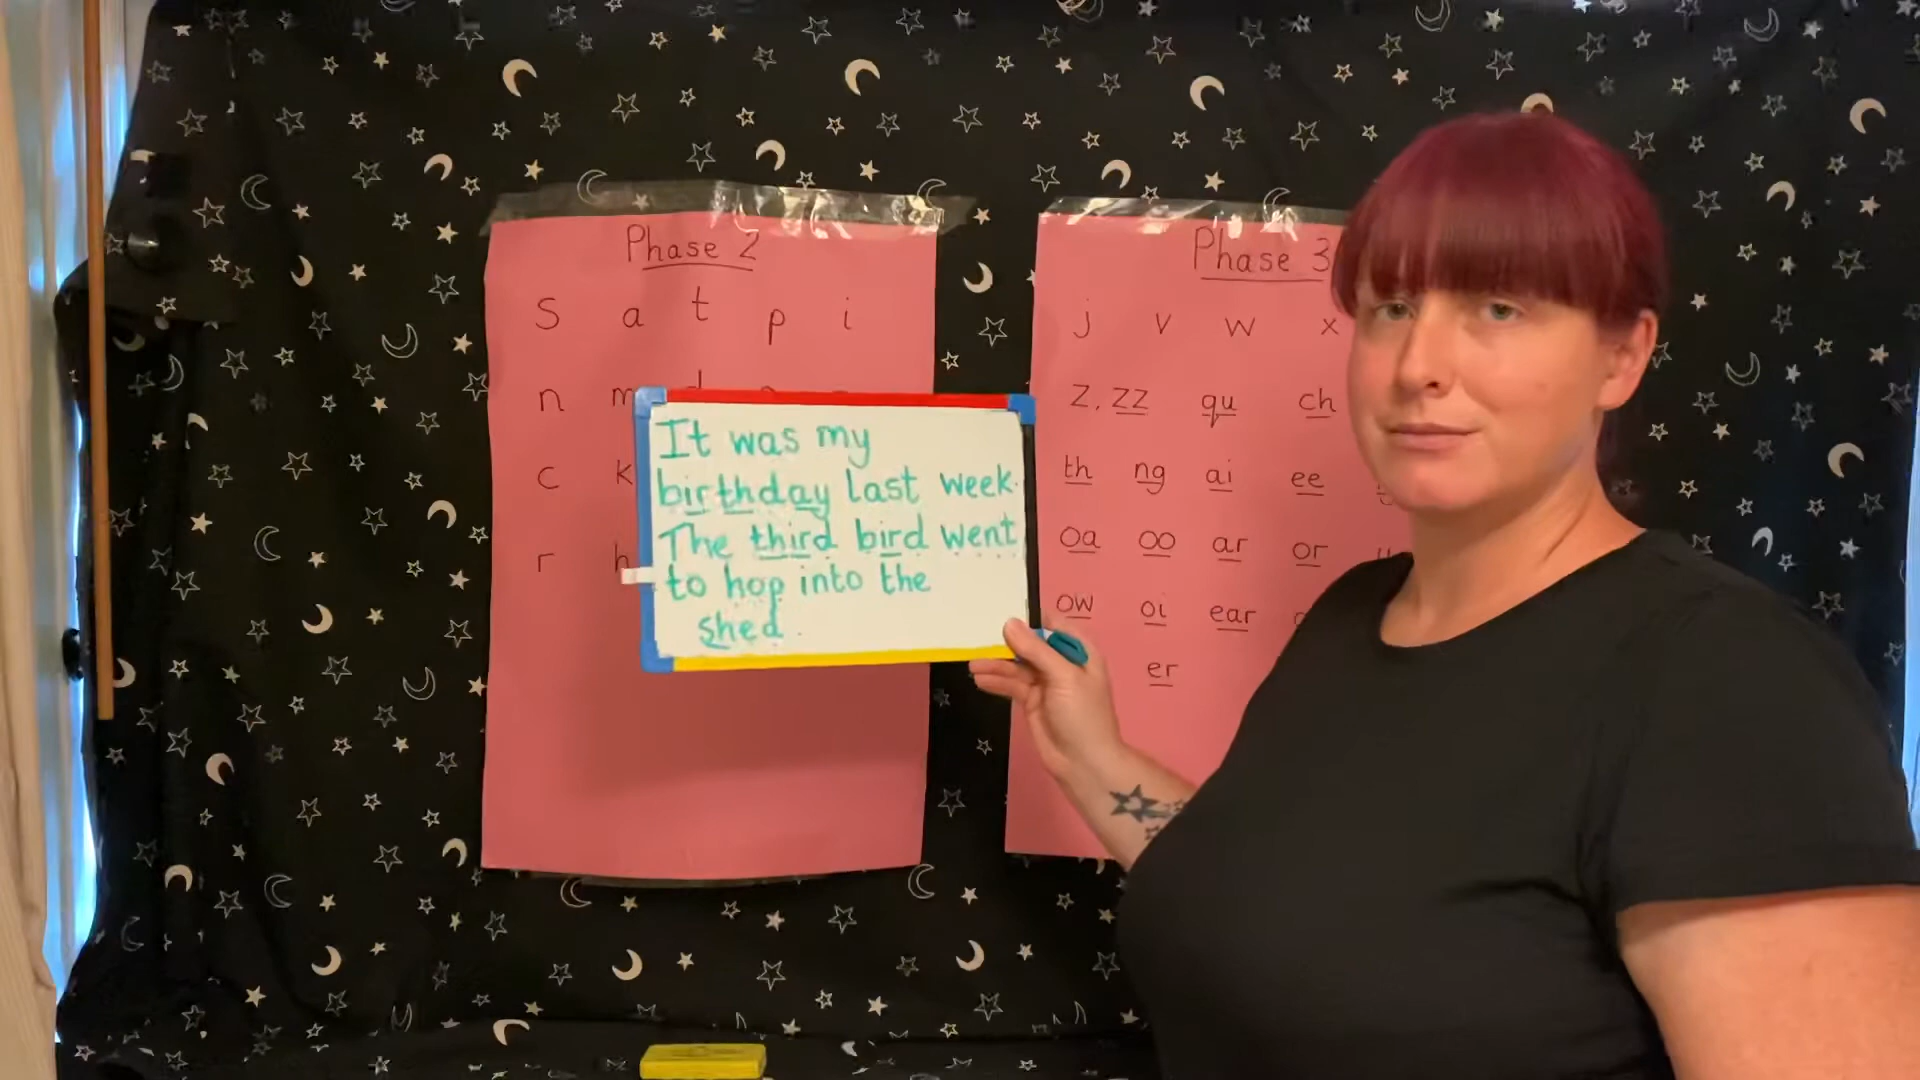 Phase 2
s a t p i
n m
c k
r h
It was my
birthday last week.
The third bird went
to hop into the
shed.
Phase 3
j v w x
z, zz qu ch
th ng ai ee
oa oo ar or
ow oi ear
er